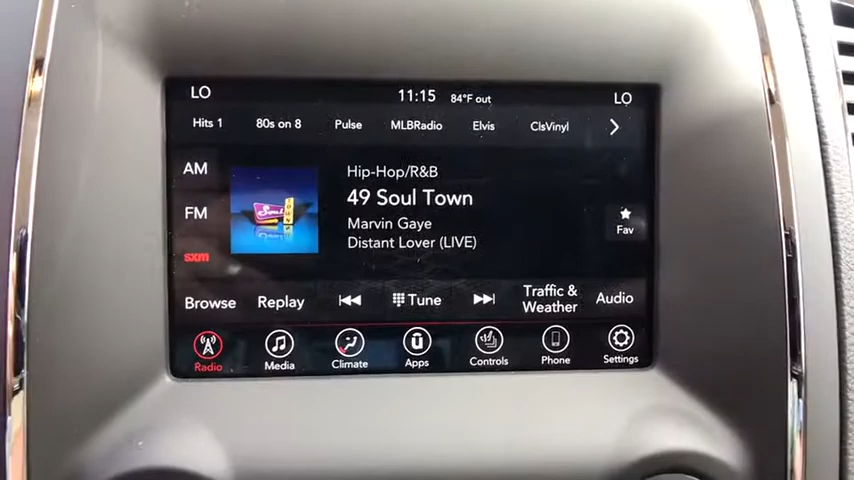 LO 11:15 84°F out LO
Hits 1 80s on 8 Pulse MLBRadio Elvis ClsVinyl
AM
Hip-Hop/R&B
49 Soul Town
FM
Marvin Gaye
Distant Lover (LIVE)
Fav
sxm
Soul
TOWN
Browse Replay Tune Traffic & Weather Audio
Radio Media Climate Apps Controls Phone Settings